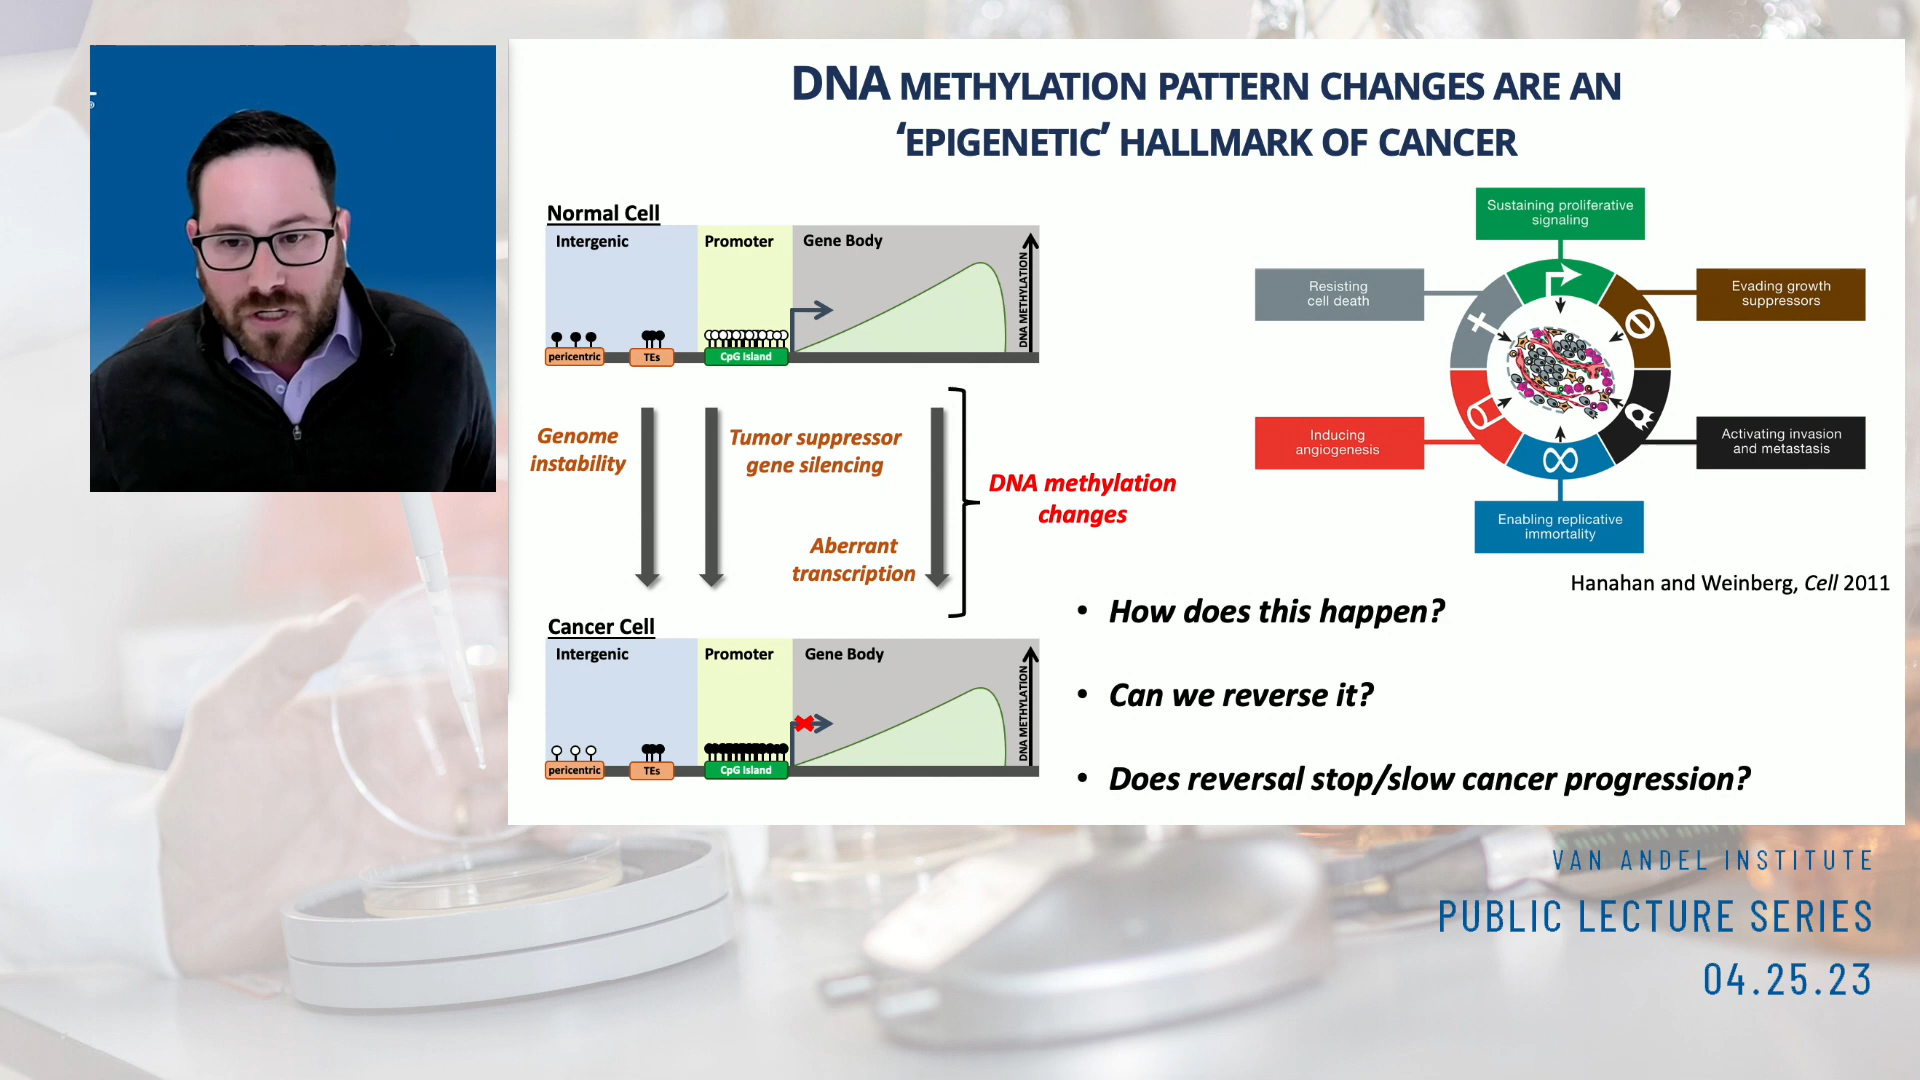 DNA METHYLATION PATTERN CHANGES ARE AN
‘EPIGENETIC’ HALLMARK OF CANCER
Normal Cell
Intergenic
Promoter
Gene Body
DNA METHYLATION
pericentric
TEs
CpG Island
Genome
instability
Tumor suppressor
gene silencing
Aberrant
transcription
DNA methylation
changes
Cancer Cell
Intergenic
Promoter
Gene Body
DNA METHYLATION
pericentric
TEs
CpG Island
Sustaining proliferative
signaling
Resisting
cell death
Evading growth
suppressors
Inducing
angiogenesis
Activating invasion
and metastasis
Enabling replicative
immortality
Hanahan and Weinberg, Cell 2011
• How does this happen?
• Can we reverse it?
• Does reversal stop/slow cancer progression?
VAN ANDEL INSTITUTE
PUBLIC LECTURE SERIES
04.25.23